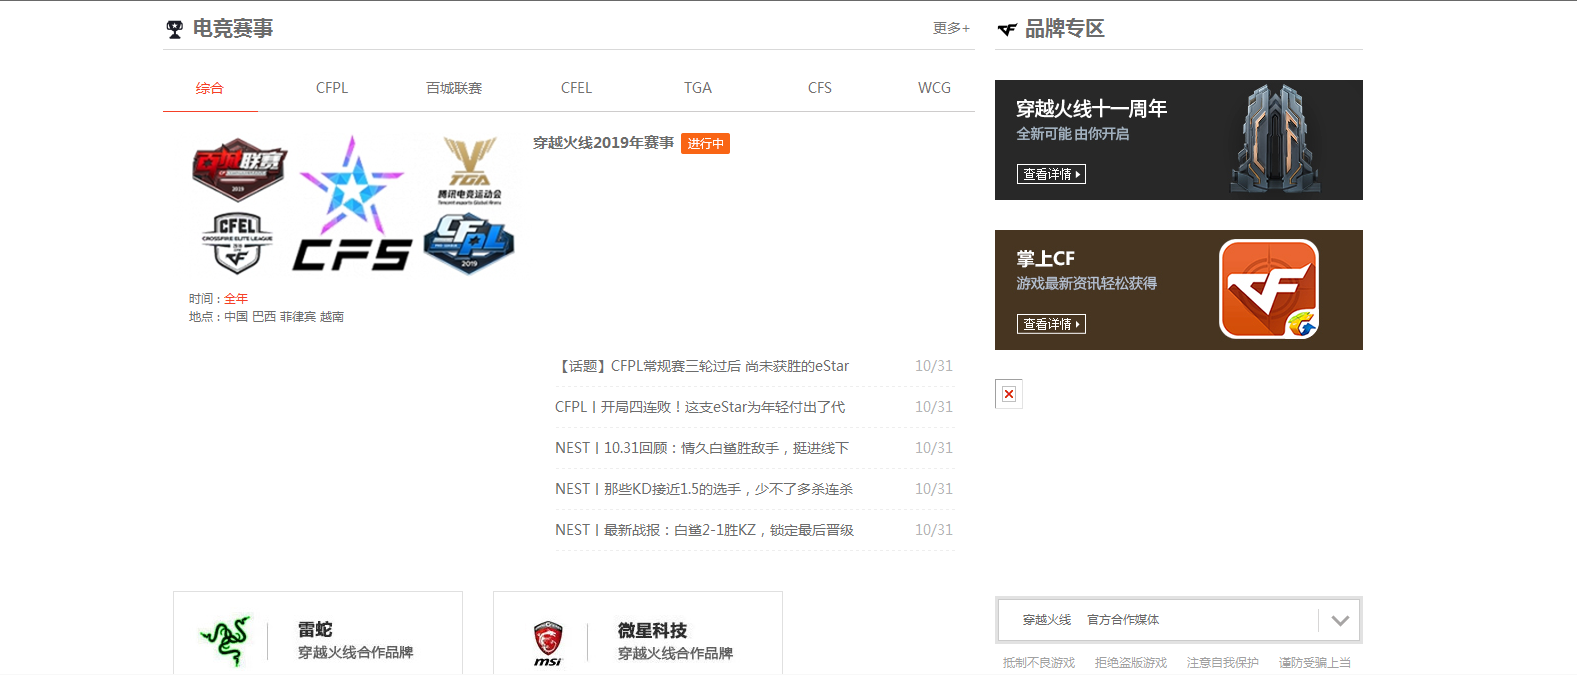 电竞赛事
更多+
综合
CFPL
百城联赛
CFEL
TGA
CFS
WCG
百城联赛
2019
TGA
腾讯电竞运动会
Tencent eSports Global Arena
CFEL
CROSSFIRE ELITE LEAGUE
CFS
CFPL
2019
穿越火线2019年赛事 进行中
时间：全年
地点：中国 巴西 菲律宾 越南
【话题】CFPL常规赛三轮过后 尚未获胜的eStar 10/31
CFPL丨开局四连败！这支eStar为年轻付出了代 10/31
NEST丨10.31回顾：情久白鲨胜敌手，挺进线下 10/31
NEST丨那些KD接近1.5的选手，少不了多杀连杀 10/31
NEST丨最新战报：白鲨2-1胜KZ，锁定最后晋级 10/31
雷蛇
穿越火线合作品牌
msi
微星科技
穿越火线合作品牌
品牌专区
穿越火线十一周年
全新可能 由你开启
查看详情
掌上CF
游戏最新资讯轻松获得
查看详情
CF
穿越火线 官方合作媒体
抵制不良游戏 拒绝盗版游戏 注意自我保护 谨防受骗上当